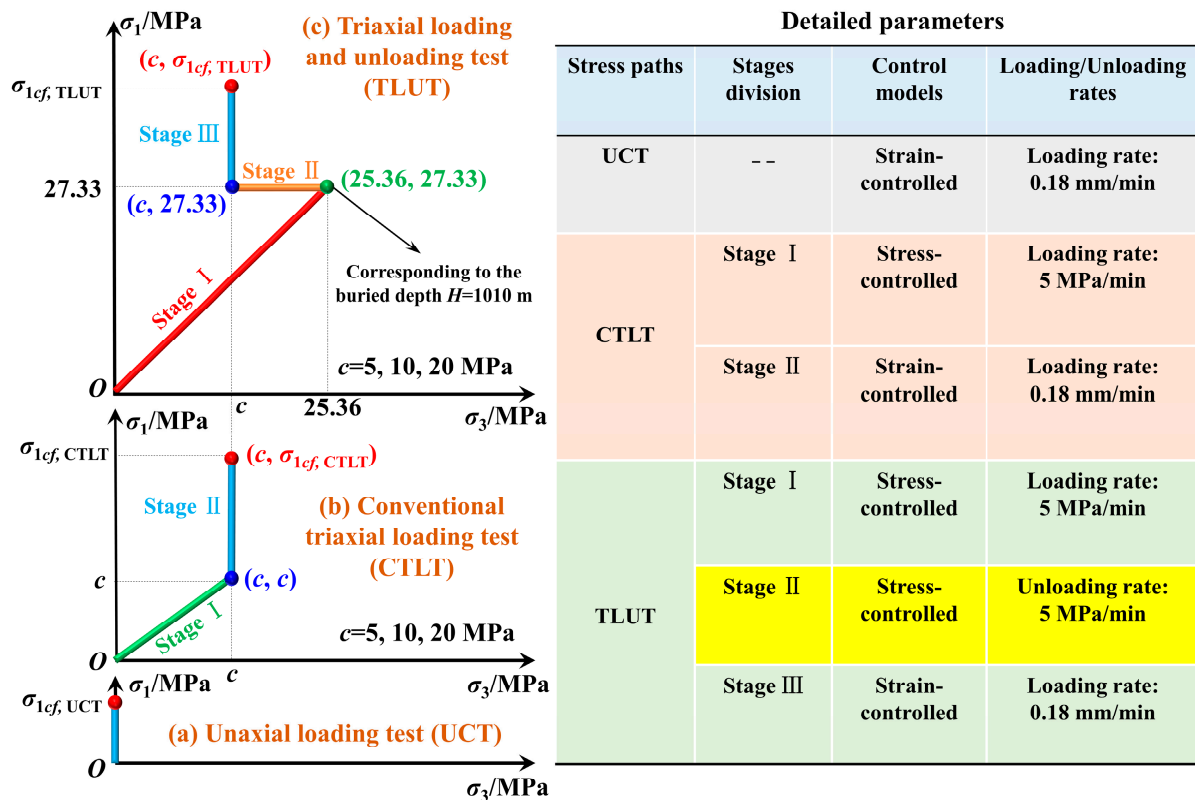 σ1/MPa
(c) Triaxial loading
and unloading test
(TLUT)
(c, σ1cf, TLUT)
σ1cf, TLUT
Stage Ⅲ
Stage Ⅱ
(25.36, 27.33)
27.33
(c, 27.33)
Corresponding to the
buried depth H=1010 m
Stage Ⅰ
c=5, 10, 20 MPa
O
c
25.36
σ3/MPa
σ1/MPa
σ1cf, CTLT
(c, σ1cf, CTLT)
Stage Ⅱ
(b) Conventional
triaxial loading test
(CTLT)
c
(c, c)
Stage Ⅰ
c=5, 10, 20 MPa
O
c
σ3/MPa
σ1/MPa
σ1cf, UCT
(a) Unaxial loading test (UCT)
O
σ3/MPa
Detailed parameters
Stress paths
Stages
division
Control
models
Loading/Unloading
rates
UCT
--
Strain-
controlled
Loading rate:
0.18 mm/min
CTLT
Stage Ⅰ
Stress-
controlled
Loading rate:
5 MPa/min
Stage Ⅱ
Strain-
controlled
Loading rate:
0.18 mm/min
TLUT
Stage Ⅰ
Stress-
controlled
Loading rate:
5 MPa/min
Stage Ⅱ
Stress-
controlled
Unloading rate:
5 MPa/min
Stage Ⅲ
Strain-
controlled
Loading rate:
0.18 mm/min